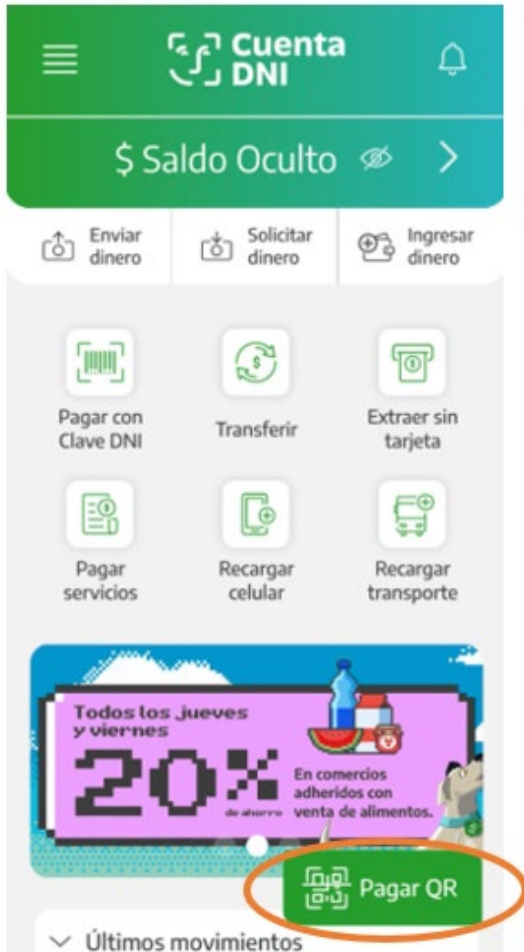 Cuenta
DNI
$ Saldo Oculto
Enviar
dinero
Solicitar
dinero
Ingresar
dinero
Pagar con
Clave DNI
Transferir
Extraer sin
tarjeta
Pagar
servicios
Recargar
celular
Recargar
transporte
Todos los jueves
y viernes
20%
de ahorro
En comercios
adheridos con
venta de alimentos.
Pagar QR
Últimos movimientos